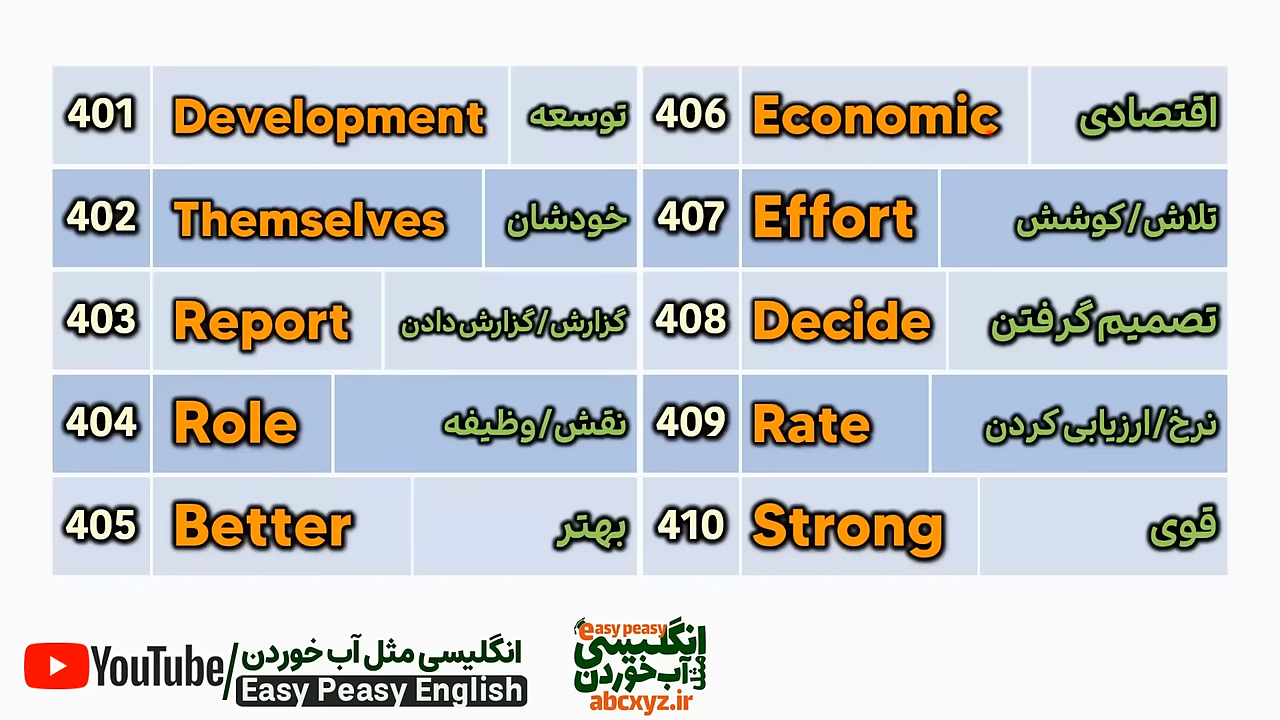 401 Development توسعه
406 Economic اقتصادی
402 Themselves خودشان
407 Effort تلاش/کوشش
403 Report گزارش/گزارش دادن
408 Decide تصمیم گرفتن
404 Role نقش/وظیفه
409 Rate نرخ/ارزیابی کردن
405 Better بهتر
410 Strong قوی
YouTube/انگلیسی مثل آب خوردن
Easy Peasy English
easy peasy
انگلیسی
مثل آب خوردن
abcxyz.ir